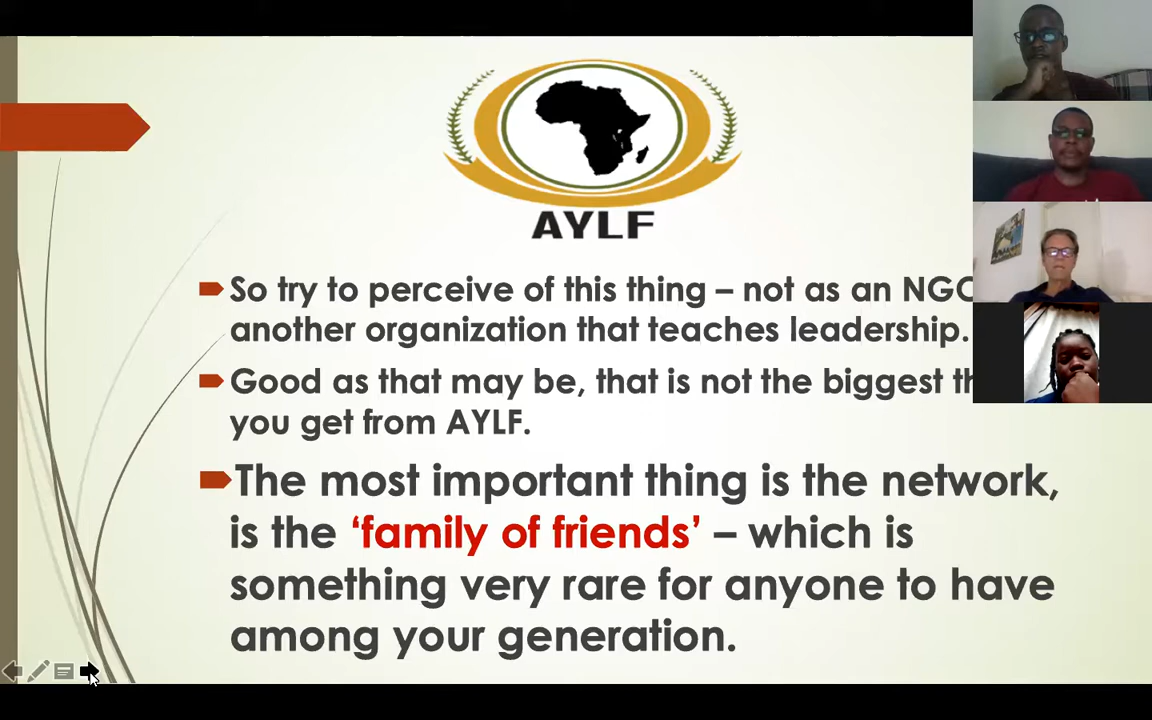 AYLF
So try to perceive of this thing – not as an NGO
another organization that teaches leadership.
Good as that may be, that is not the biggest
you get from AYLF.
The most important thing is the network,
is the ‘family of friends’ – which is
something very rare for anyone to have
among your generation.